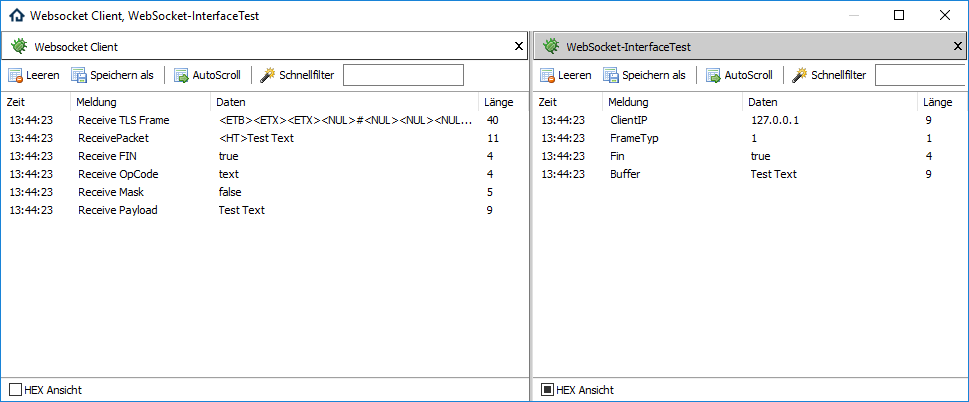 Websocket Client, WebSocket-InterfaceTest
Websocket Client
Leeren Speichern als AutoScroll Schnellfilter
Zeit Meldung Daten Länge
13:44:23 Receive TLS Frame <ETB><ETX><ETX><NUL>#<NUL><NUL><NUL... 40
13:44:23 ReceivePacket <HT>Test Text 11
13:44:23 Receive FIN true 4
13:44:23 Receive OpCode text 4
13:44:23 Receive Mask false 5
13:44:23 Receive Payload Test Text 9
HEX Ansicht
WebSocket-InterfaceTest
Leeren Speichern als AutoScroll Schnellfilter
Zeit Meldung Daten Länge
13:44:23 ClientIP 127.0.0.1 9
13:44:23 FrameTyp 1 1
13:44:23 Fin true 4
13:44:23 Buffer Test Text 9
HEX Ansicht